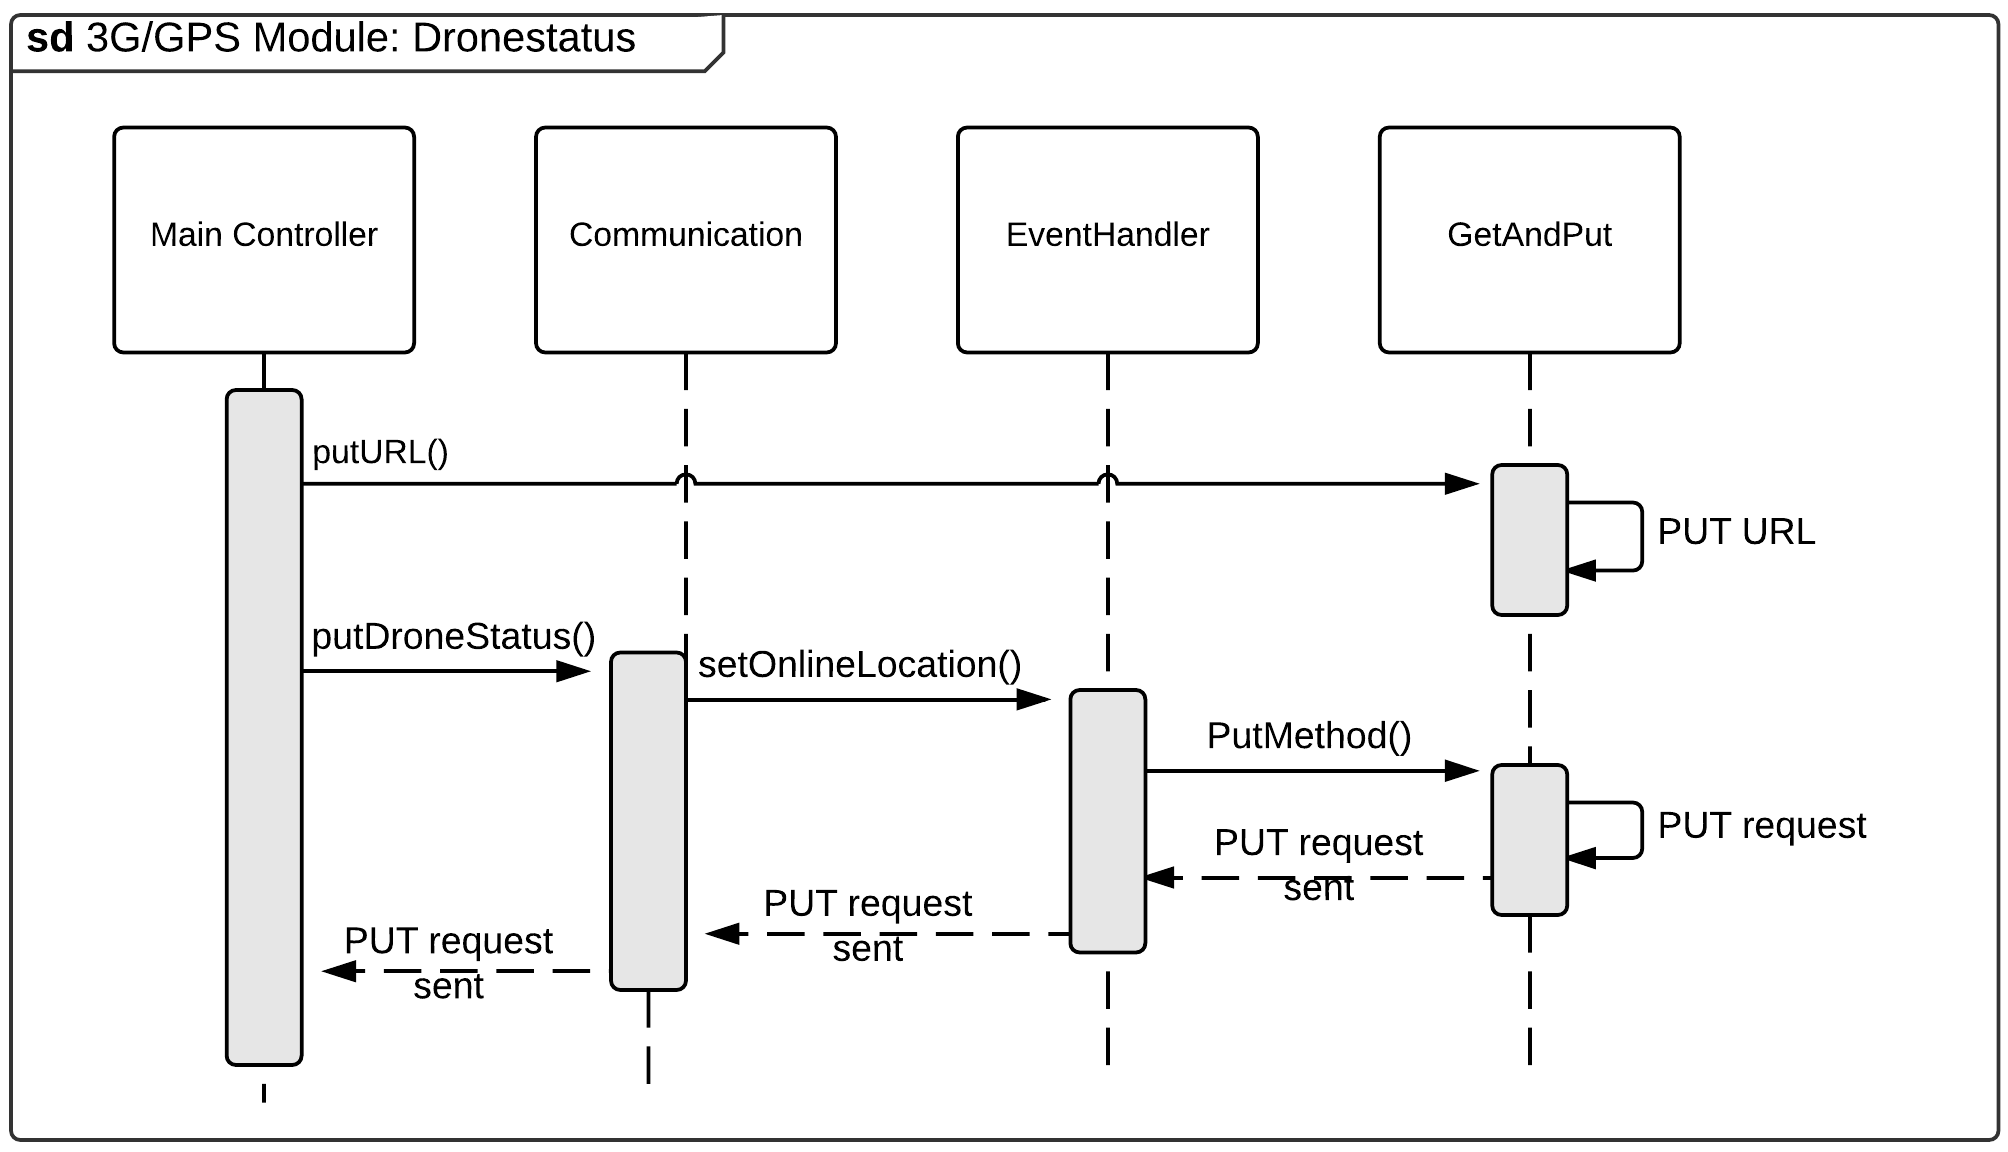 sd 3G/GPS Module: Dronestatus
Main Controller
Communication
EventHandler
GetAndPut
putURL()
PUT URL
putDroneStatus()
setOnlineLocation()
PutMethod()
PUT request
PUT request
sent
PUT request
sent
PUT request
sent